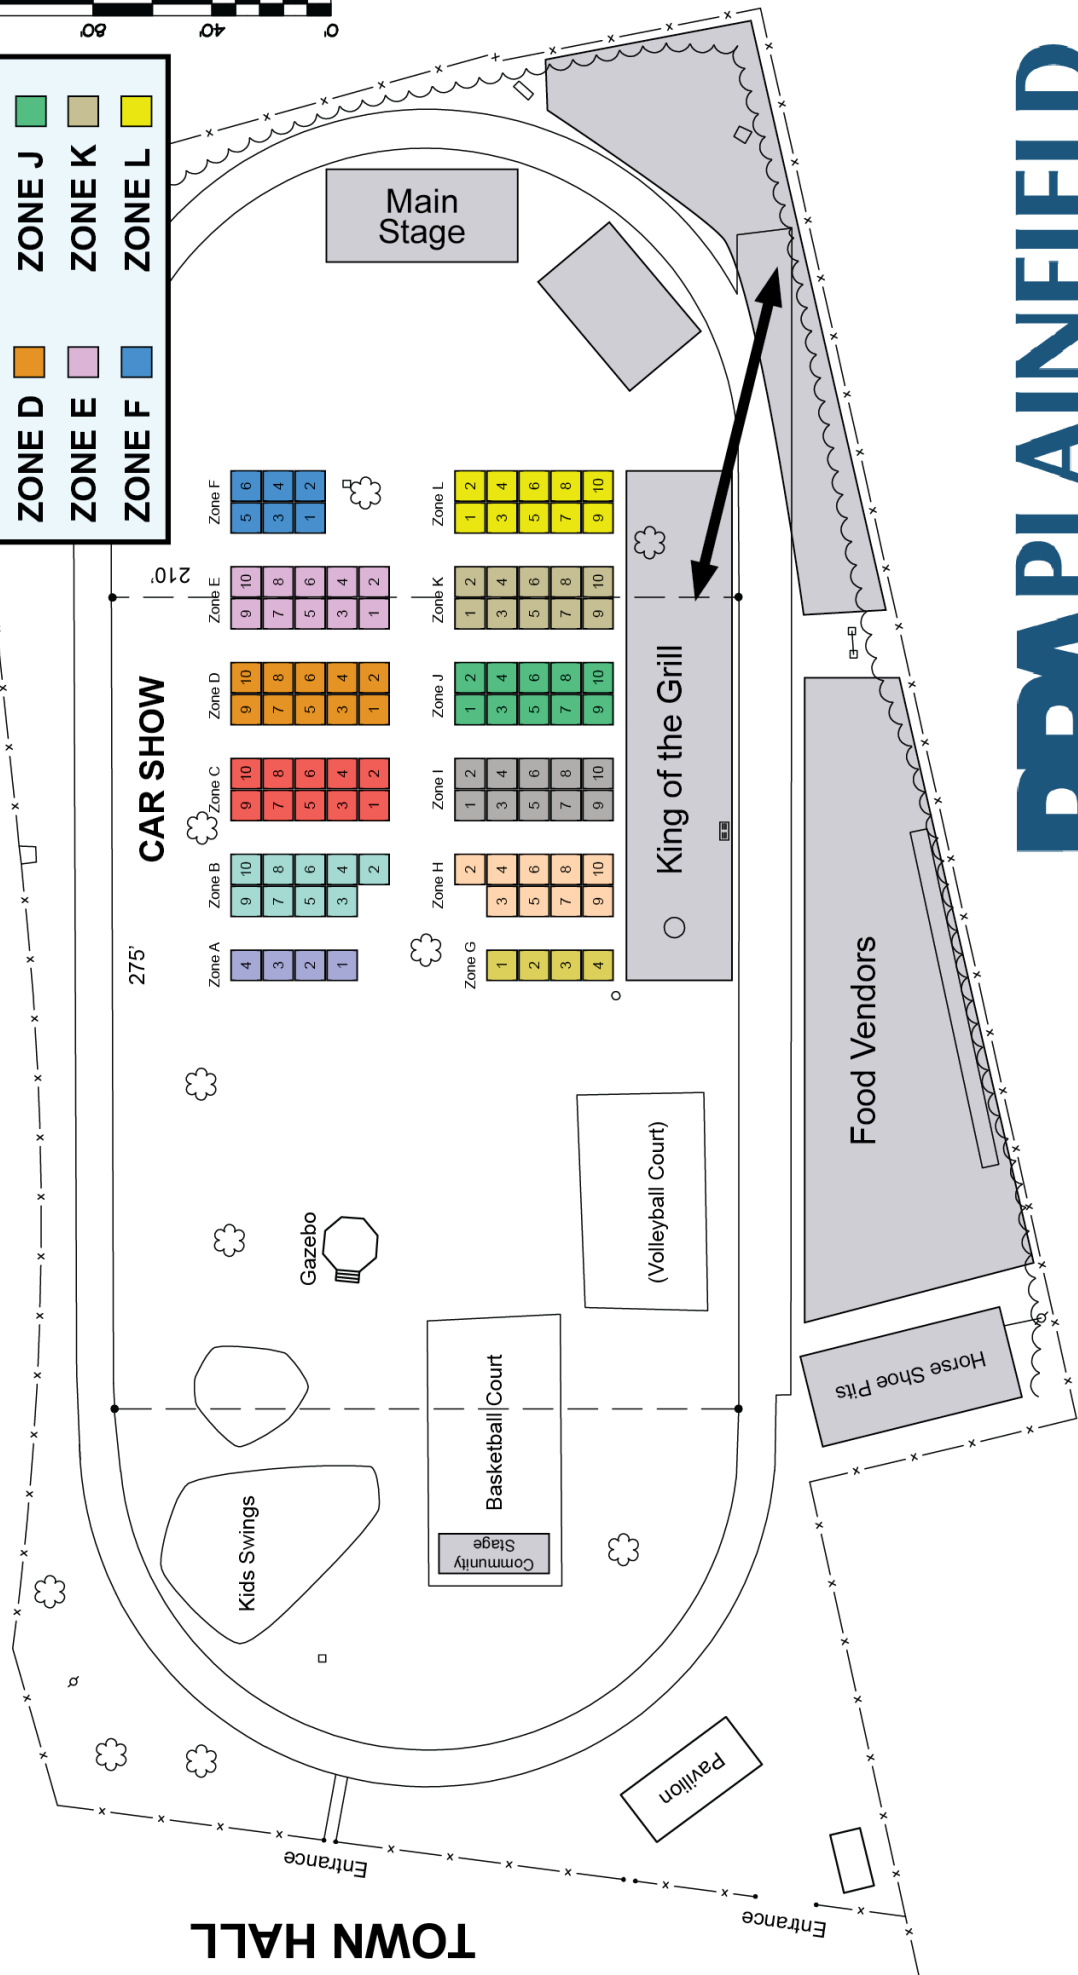 0'
40'
80'
ZONE D
ZONE J
ZONE E
ZONE K
ZONE F
ZONE L
Main
Stage
CAR SHOW
210'
275'
Zone F
5 6
3 4
1 2
Zone E
9 10
7 8
5 6
3 4
1 2
Zone D
9 10
7 8
5 6
3 4
1 2
Zone C
9 10
7 8
5 6
3 4
1 2
Zone B
9 10
7 8
5 6
3 4
2
Zone A
4
3
2
1
Zone L
1 2
3 4
5 6
7 8
9 10
Zone K
1 2
3 4
5 6
7 8
9 10
Zone J
1 2
3 4
5 6
7 8
9 10
Zone I
1 2
3 4
5 6
7 8
9 10
Zone H
2
3 4
5 6
7 8
9 10
Zone G
1
2
3
4
King of the Grill
Food Vendors
Horse Shoe Pits
(Volleyball Court)
Gazebo
Basketball Court
Community
Stage
Kids Swings
Pavilion
Entrance
Entrance
TOWN HALL
PLAINFIELD